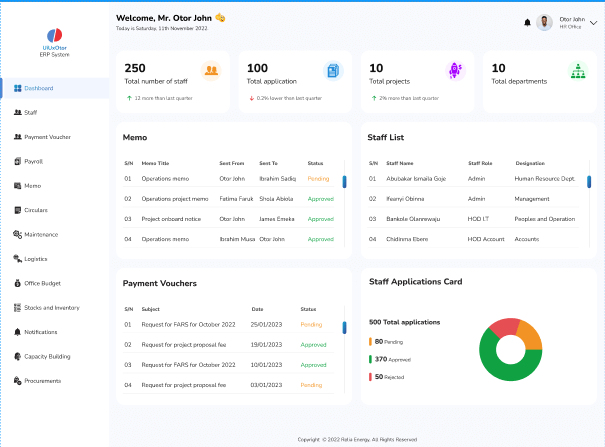 UiUxOtor
ERP System
Dashboard
Staff
Payment Voucher
Payroll
Memo
Circulars
Maintenance
Logistics
Office Budget
Stocks and Inventory
Notifications
Capacity Building
Procurements
Welcome, Mr. Otor John
Today is Saturday, 11th November 2022
Otor John
HR Office
250
Total number of staff
12 more than last quarter
100
Total application
0.2% lower than last quarter
10
Total projects
2% more than last quarter
10
Total departments
Memo
S/N Memo Title Sent From Sent To Status
01 Operations memo Otor John Ibrahim Sadiq Pending
02 Operations project memo Fatima Faruk Shola Abiola Approved
03 Project onboard notice Otor John James Emeka Approved
04 Operations memo Ibrahim Musa Otor John Approved
Staff List
S/N Staff Name Staff Role Designation
01 Abubakar Ismaila Goje Admin Human Resource Dept.
02 Ifeanyi Obinna Admin Management
03 Bankole Olanrewaju HOD I.T Peoples and Operation
04 Chidinma Ebere HOD Account Accounts
Payment Vouchers
S/N Subject Date Status
01 Request for FARS for October 2022 25/01/2023 Pending
02 Request for project proposal fee 19/01/2023 Approved
03 Request for FARS for October 2022 10/01/2023 Approved
04 Request for project proposal fee 03/01/2023 Pending
Staff Applications Card
500 Total applications
80 Pending
370 Approved
50 Rejected
Copyright © 2022 Relia Energy. All Rights Reserved